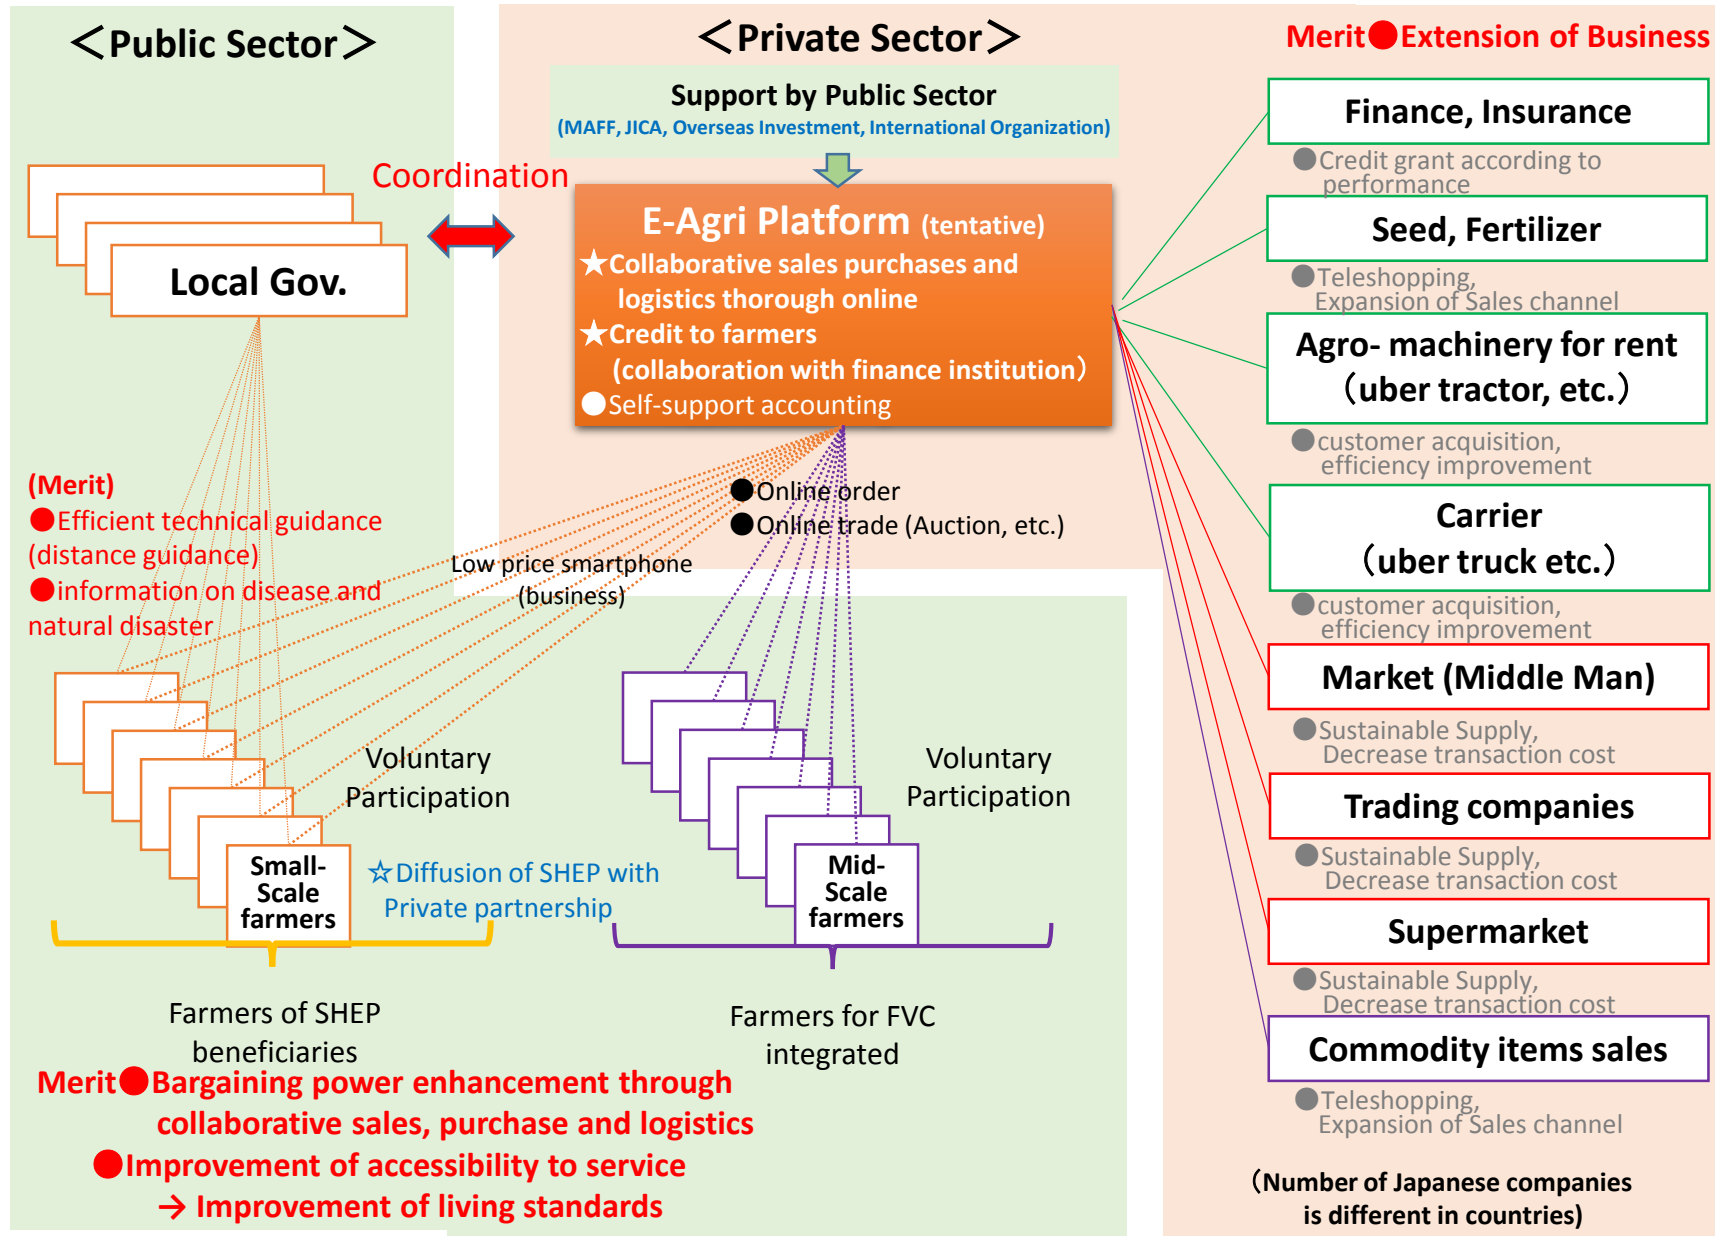 ＜Public Sector＞
＜Private Sector＞
Merit●Extension of Business
Support by Public Sector
(MAFF, JICA, Overseas Investment, International Organization)
Coordination
Local Gov.
E-Agri Platform (tentative)
★Collaborative sales purchases and
logistics thorough online
★Credit to farmers
(collaboration with finance institution）
●Self-support accounting
(Merit)
●Efficient technical guidance
(distance guidance)
●information on disease and
natural disaster
●Online order
●Online trade (Auction, etc.)
Low price smartphone
(business)
Voluntary
Participation
Small-
Scale
farmers
☆Diffusion of SHEP with
Private partnership
Voluntary
Participation
Mid-
Scale
farmers
Farmers of SHEP
beneficiaries
Farmers for FVC
integrated
Merit●Bargaining power enhancement through
collaborative sales, purchase and logistics
●Improvement of accessibility to service
→ Improvement of living standards
Finance, Insurance
●Credit grant according to
performance
Seed, Fertilizer
●Teleshopping,
Expansion of Sales channel
Agro- machinery for rent
（uber tractor, etc.）
●customer acquisition,
efficiency improvement
Carrier
（uber truck etc.）
●customer acquisition,
efficiency improvement
Market (Middle Man)
●Sustainable Supply,
Decrease transaction cost
Trading companies
●Sustainable Supply,
Decrease transaction cost
Supermarket
●Sustainable Supply,
Decrease transaction cost
Commodity items sales
●Teleshopping,
Expansion of Sales channel
（Number of Japanese companies
is different in countries)